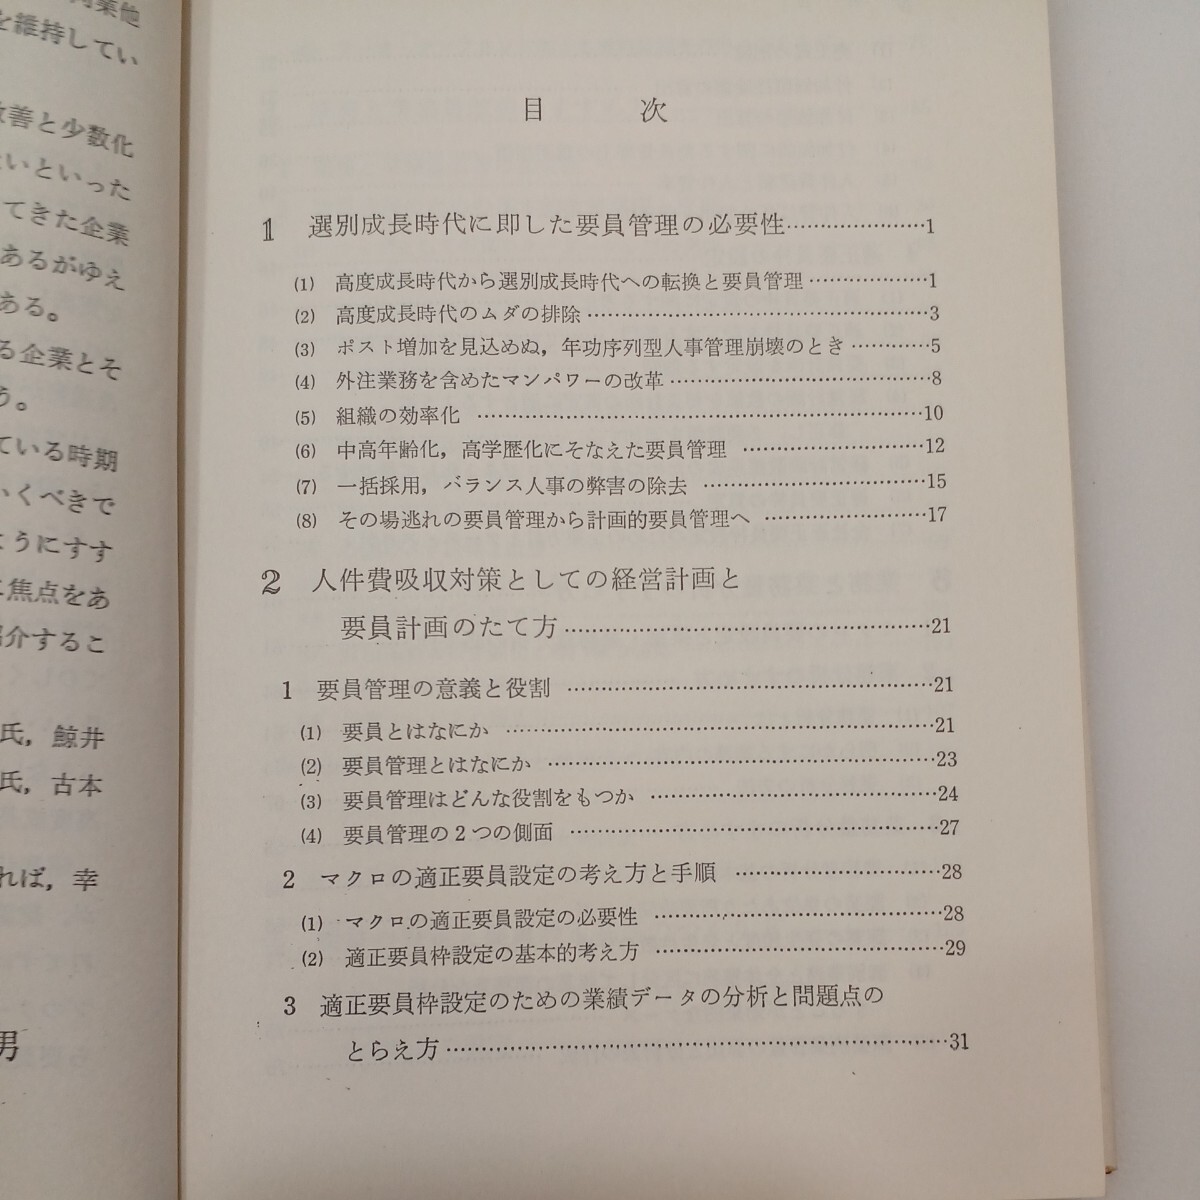 同業他
を維持してい
改善と少数化
いといった
てきた企業
あるがゆえ
ある。
る企業とそ
う。
ている時期
いくべきで
ようにすす
に焦点をあ
紹介するこ
氏，鯨井
氏，古本
れば，幸
男
目　次
1　選別成長時代に即した要員管理の必要性…………………1
(1)　高度成長時代から選別成長時代への転換と要員管理……………1
(2)　高度成長時代のムダの排除……………………………………3
(3)　ポスト増加を見込めぬ，年功序列型人事管理崩壊のとき…………5
(4)　外注業務を含めたマンパワーの改革……………………………8
(5)　組織の効率化……………………………………………………10
(6)　中高年齢化，高学歴化にそなえた要員管理……………………12
(7)　一括採用，バランス人事の弊害の除去…………………………15
(8)　その場逃れの要員管理から計画的要員管理へ…………………17
2　人件費吸収対策としての経営計画と
要員計画のたて方……………………………………………21
1　要員管理の意義と役割……………………………………………21
(1)　要員とはなにか……………………………………………………21
(2)　要員管理とはなにか………………………………………………23
(3)　要員管理はどんな役割をもつか…………………………………24
(4)　要員管理の2つの側面……………………………………………27
2　マクロの適正要員設定の考え方と手順…………………………28
(1)　マクロの適正要員設定の必要性…………………………………28
(2)　適正要員枠設定の基本的考え方…………………………………29
3　適正要員枠設定のための業績データの分析と問題点の
とらえ方……………………………………………………………31